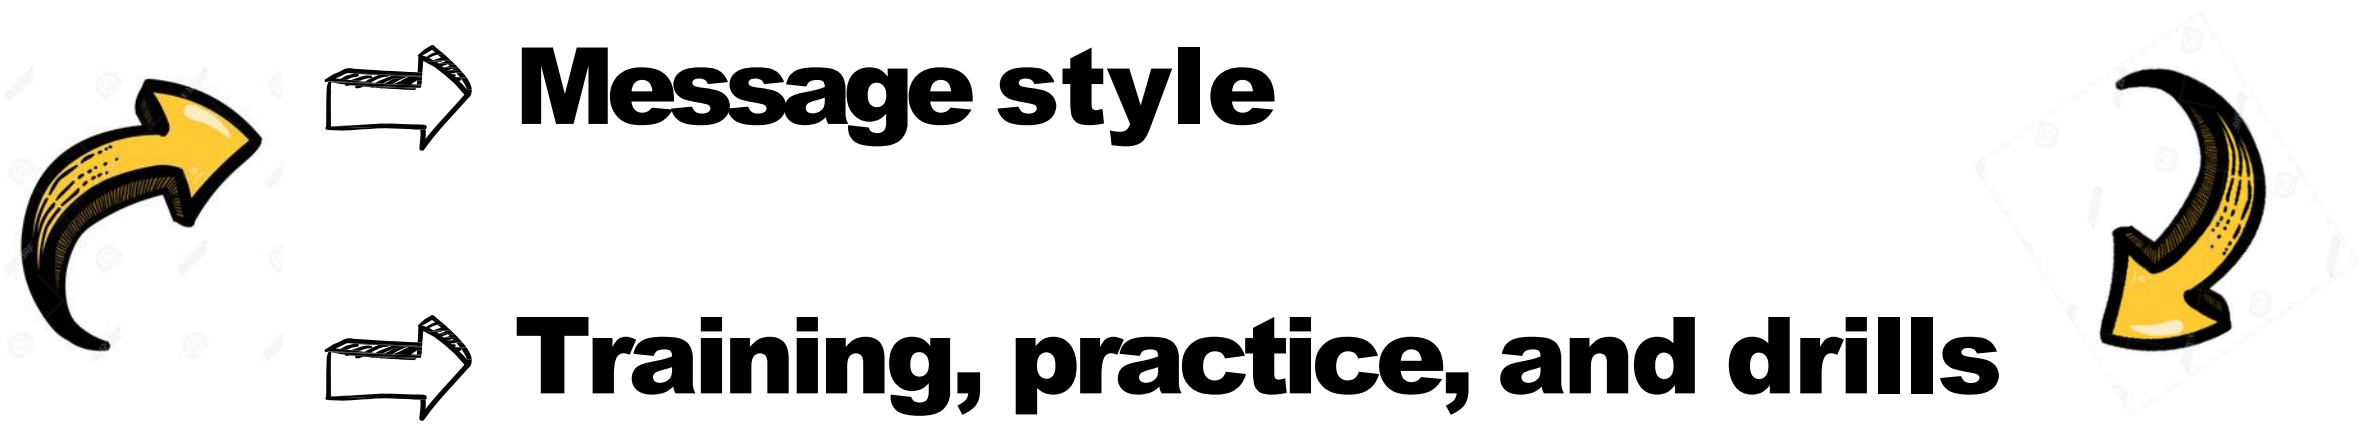 Message style
Training, practice, and drills